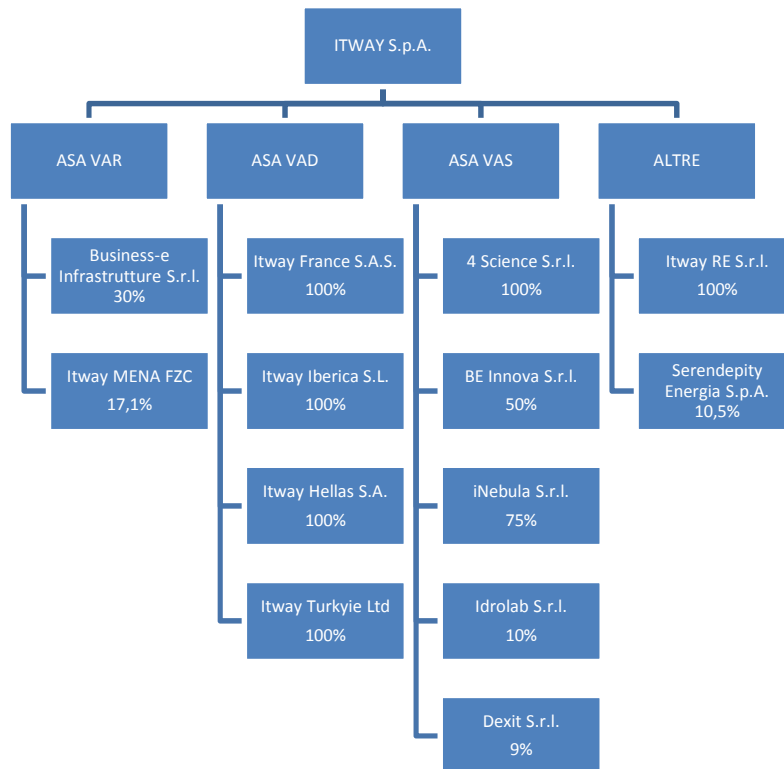 ITWAY S.p.A.
ASA VAR
ASA VAD
ASA VAS
ALTRE
Business-e
Infrastrutture S.r.l.
30%
Itway MENA FZC
17,1%
Itway France S.A.S.
100%
Itway Iberica S.L.
100%
Itway Hellas S.A.
100%
Itway Turkyie Ltd
100%
4 Science S.r.l.
100%
BE Innova S.r.l.
50%
iNebula S.r.l.
75%
Idrolab S.r.l.
10%
Dexit S.r.l.
9%
Itway RE S.r.l.
100%
Serendepity
Energia S.p.A.
10,5%